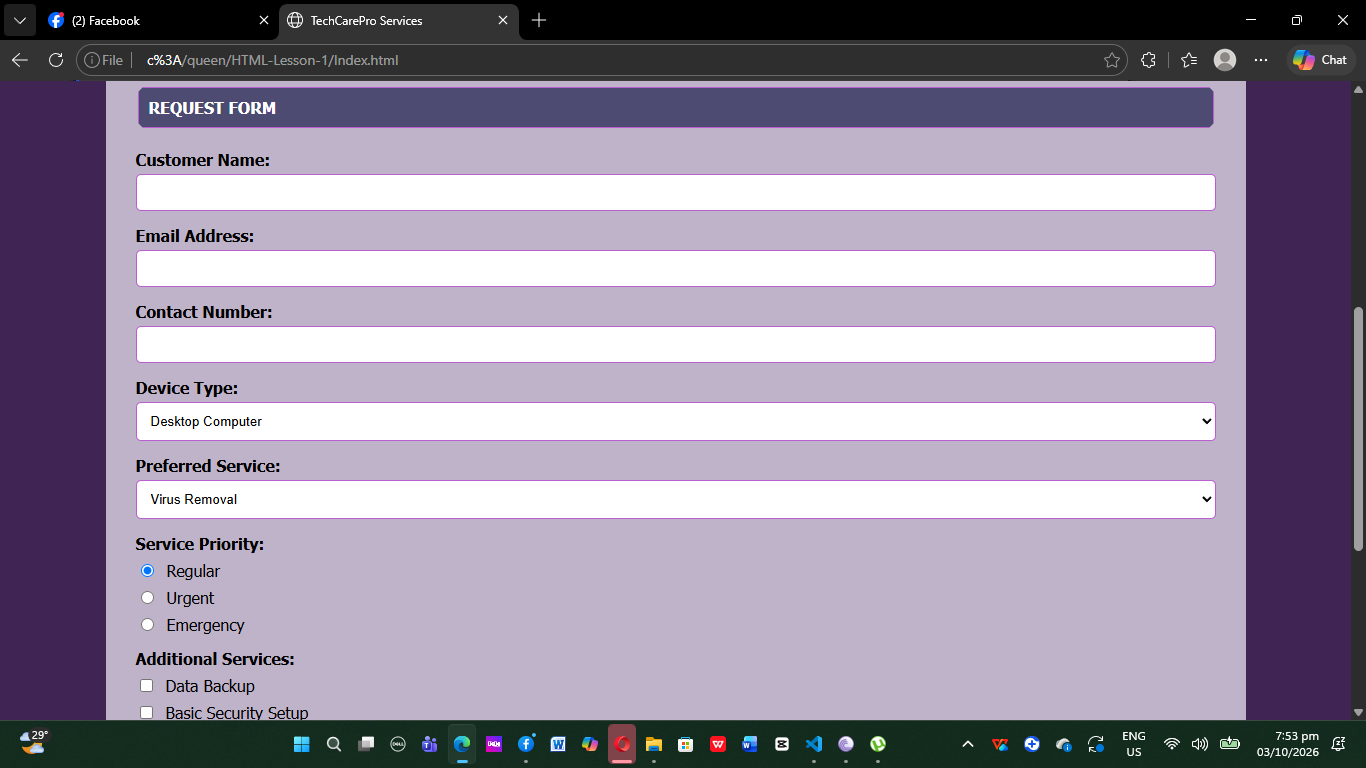 (2) Facebook
TechCarePro Services
File
c%3A/queen/HTML-Lesson-1/Index.html
Chat
REQUEST FORM
Customer Name:
Email Address:
Contact Number:
Device Type:
Desktop Computer
Preferred Service:
Virus Removal
Service Priority:
Regular
Urgent
Emergency
Additional Services:
Data Backup
Basic Security Setup
29°
ENG
US
7:53 pm
03/10/2026